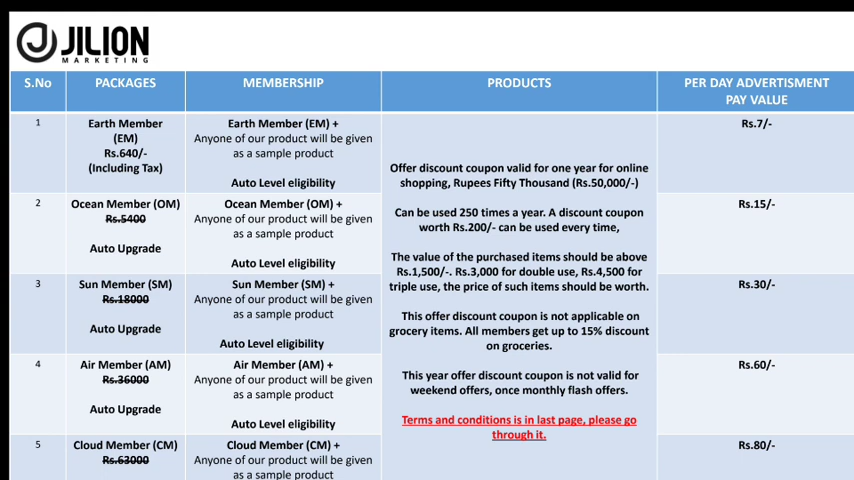 JILION
MARKETING
S.No
PACKAGES
MEMBERSHIP
PRODUCTS
PER DAY ADVERTISMENT
PAY VALUE
1
Earth Member
(EM)
Rs.640/-
(Including Tax)
Earth Member (EM) +
Anyone of our product will be given
as a sample product
Auto Level eligibility
Rs.7/-
2
Ocean Member (OM)
Rs.5400
Auto Upgrade
Ocean Member (OM) +
Anyone of our product will be given
as a sample product
Auto Level eligibility
Rs.15/-
3
Sun Member (SM)
Rs.18000
Auto Upgrade
Sun Member (SM) +
Anyone of our product will be given
as a sample product
Auto Level eligibility
Rs.30/-
4
Air Member (AM)
Rs.36000
Auto Upgrade
Air Member (AM) +
Anyone of our product will be given
as a sample product
Auto Level eligibility
Rs.60/-
5
Cloud Member (CM)
Rs.63000
Cloud Member (CM) +
Anyone of our product will be given
as a sample product
Rs.80/-
Offer discount coupon valid for one year for online
shopping, Rupees Fifty Thousand (Rs.50,000/-)
Can be used 250 times a year. A discount coupon
worth Rs.200/- can be used every time,
The value of the purchased items should be above
Rs.1,500/-. Rs.3,000 for double use, Rs.4,500 for
triple use, the price of such items should be worth.
This offer discount coupon is not applicable on
grocery items. All members get up to 15% discount
on groceries.
This year offer discount coupon is not valid for
weekend offers, once monthly flash offers.
Terms and conditions is in last page, please go
through it.